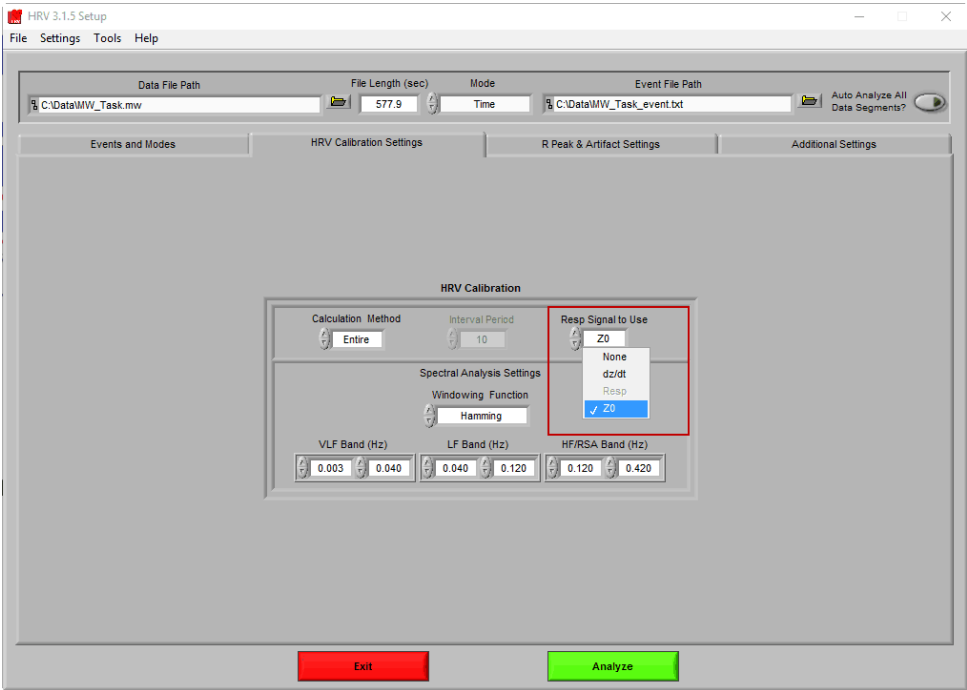 HRV 3.1.5 Setup
File Settings Tools Help
Data File Path File Length (sec) Mode Event File Path
C:\Data\MW_Task.mw 577.9 Time C:\Data\MW_Task_event.txt Auto Analyze All
Data Segments?
Events and Modes HRV Calibration Settings R Peak & Artifact Settings Additional Settings
HRV Calibration
Calculation Method Interval Period Resp Signal to Use
Entire 10 Z0
None
dz/dt
Resp
✓ Z0
Spectral Analysis Settings
Windowing Function
Hamming
VLF Band (Hz) LF Band (Hz) HF/RSA Band (Hz)
0.003 0.040 0.040 0.120 0.120 0.420
Exit Analyze